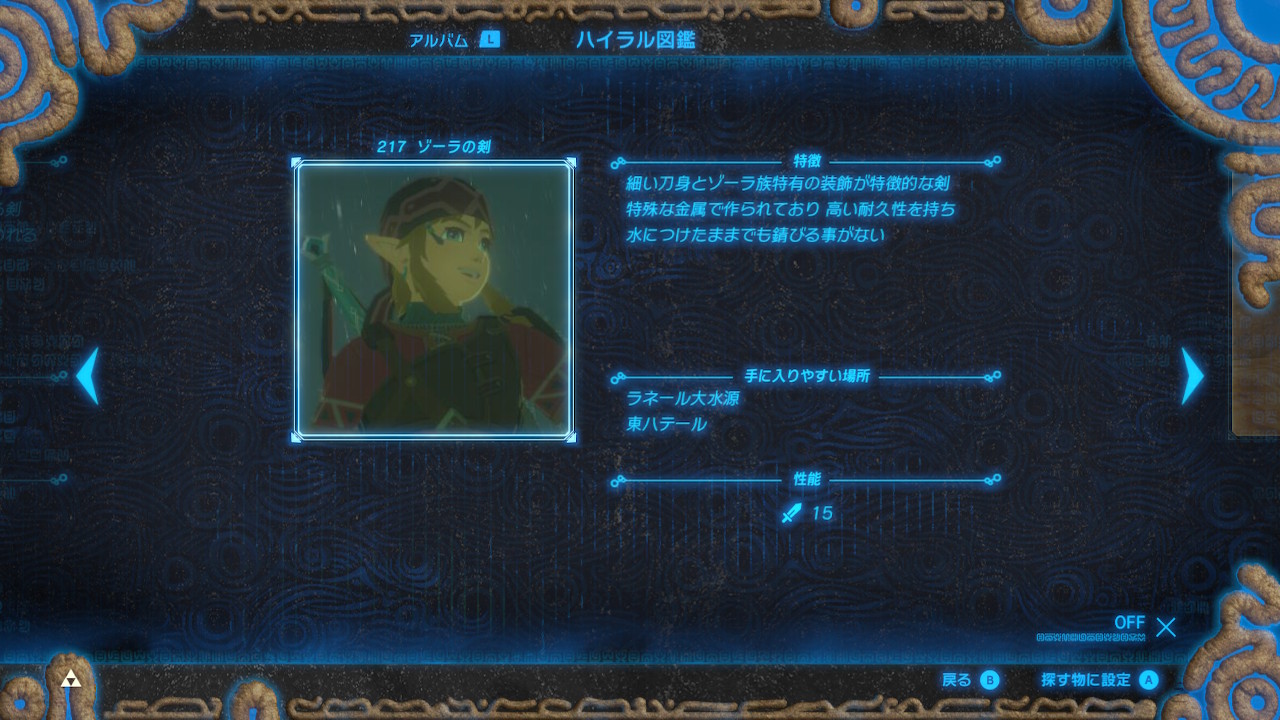 アルバム L
ハイラル図鑑
217 ゾーラの剣
特徴
細い刀身とゾーラ族特有の装飾が特徴的な剣
特殊な金属で作られており 高い耐久性を持ち
水につけたままでも錆びる事がない
手に入りやすい場所
ラネール大水源
東ハテール
性能
15
OFF
戻る B
探す物に設定 A